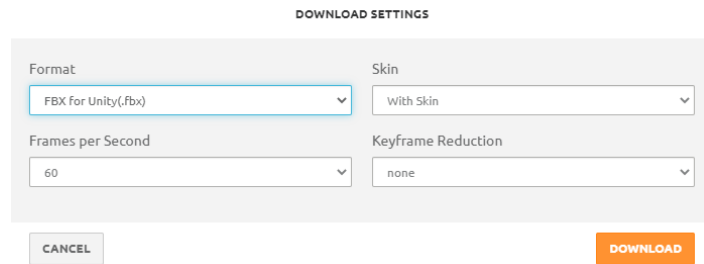 DOWNLOAD SETTINGS
Format
Skin
FBX for Unity(.fbx)
With Skin
Frames per Second
Keyframe Reduction
60
none
CANCEL
DOWNLOAD